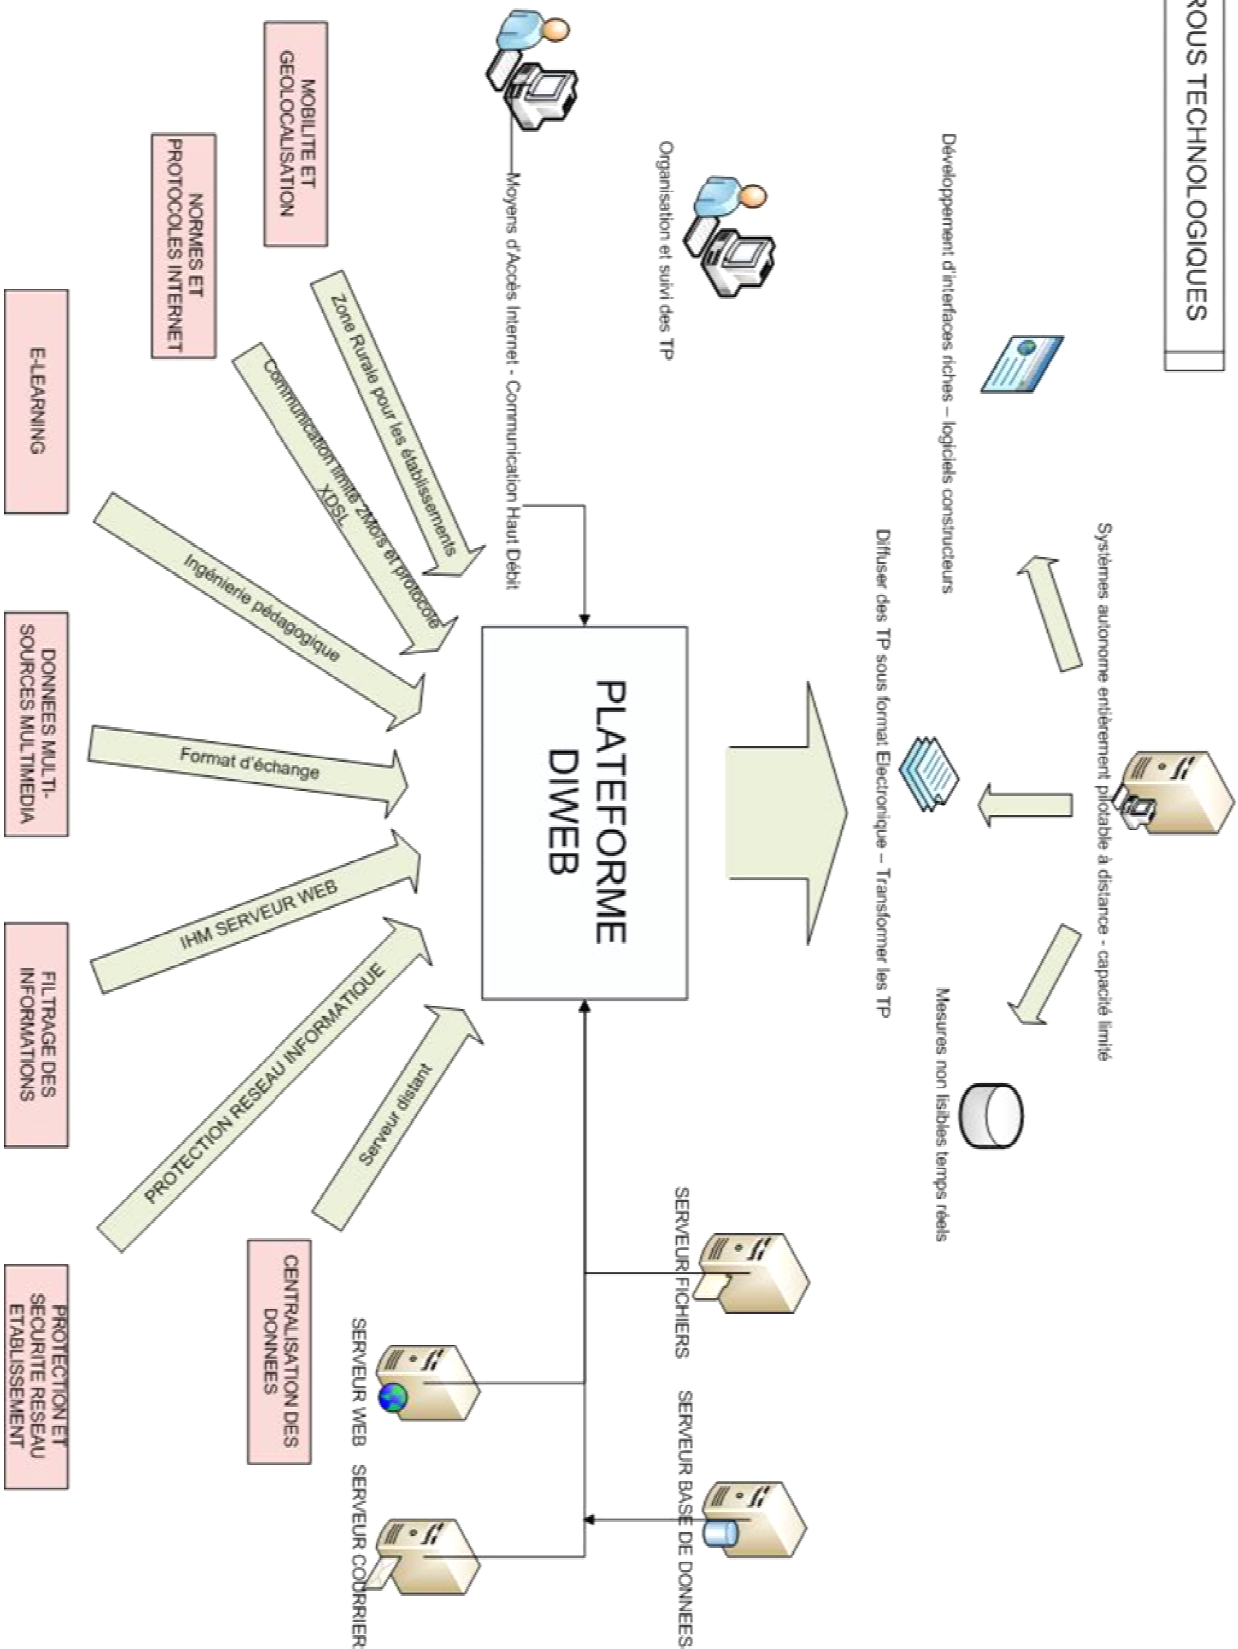 ROUS TECHNOLOGIQUES
Systèmes autonome entièrement pilotable à distance - capacité limité
Développement d'interfaces riches – logiciels constructeurs
Mesures non lisibles temps réels
Diffuser des TP sous format Electronique – Transformer les TP
Organisation et suivi des TP
SERVEUR FICHIERS
SERVEUR BASE DE DONNEES
Moyens d'Accès Internet - Communication Haut Débit
PLATEFORME
DIWEB
SERVEUR WEB
SERVEUR COURRIER
MOBILITE ET
GEOLOCALISATION
Zone Rurale pour les établissements
NORMES ET
PROTOCOLES INTERNET
Communication limité 2Mo/s et protocole
XDSL
E-LEARNING
Ingénierie pédagogique
DONNEES MULTI-
SOURCES MULTIMEDIA
Format d'échange
FILTRAGE DES
INFORMATIONS
IHM SERVEUR WEB
PROTECTION ET
SECURITE RESEAU
ETABLISSEMENT
PROTECTION RESEAU INFORMATIQUE
CENTRALISATION DES
DONNEES
Serveur distant